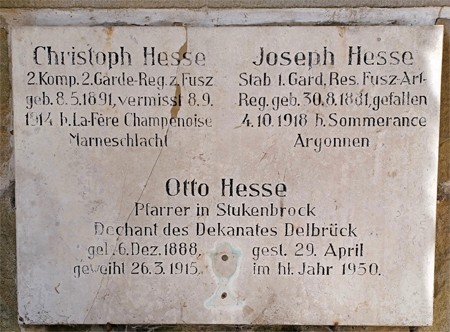 Christoph Hesse
2. Komp. 2. Garde-Reg. z. Fusz
geb. 8.5.1891, vermisst 8.9.
1914 b. La-Fère Champenoise
Marneschlacht
Joseph Hesse
Stab 1. Gard. Res. Fusz-Art-
Reg. geb. 30.8.1881, gefallen
4.10.1918 b. Sommerance
Argonnen
Otto Hesse
Pfarrer in Stukenbrock
Dechant des Dekanates Delbrück
geb. 6. Dez. 1888. gest. 29. April
geweiht 26.3.1915. im hl. Jahr 1950.